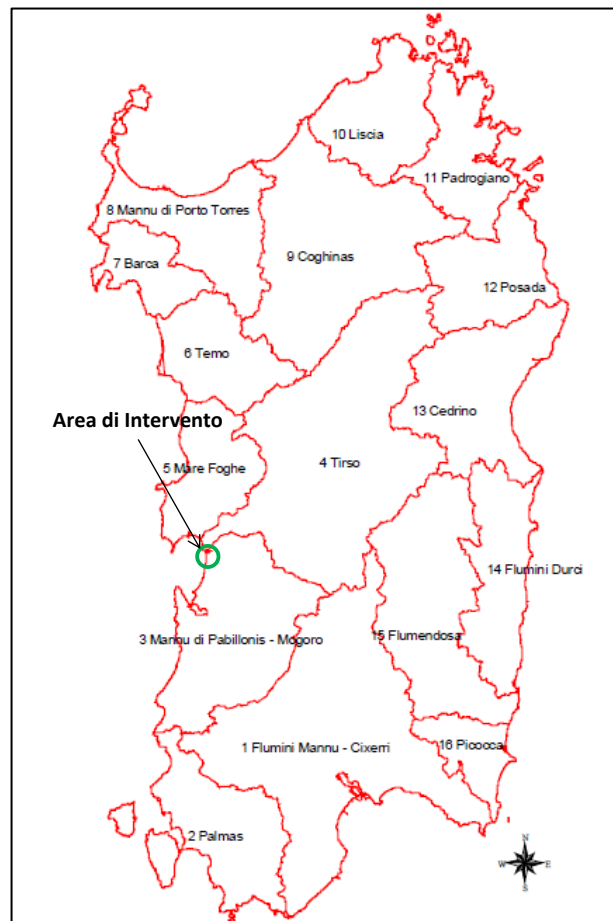 10 Liscia
11 Padrogiano
8 Mannu di Porto Torres
9 Coghinas
7 Barca
12 Posada
6 Temo
13 Cedrino
Area di Intervento
4 Tirso
5 Mare Foghe
14 Flumini Durci
15 Flumendosa
3 Mannu di Pabillonis - Mogoro
1 Flumini Mannu - Cixerri
16 Picocca
2 Palmas
N
W E
S